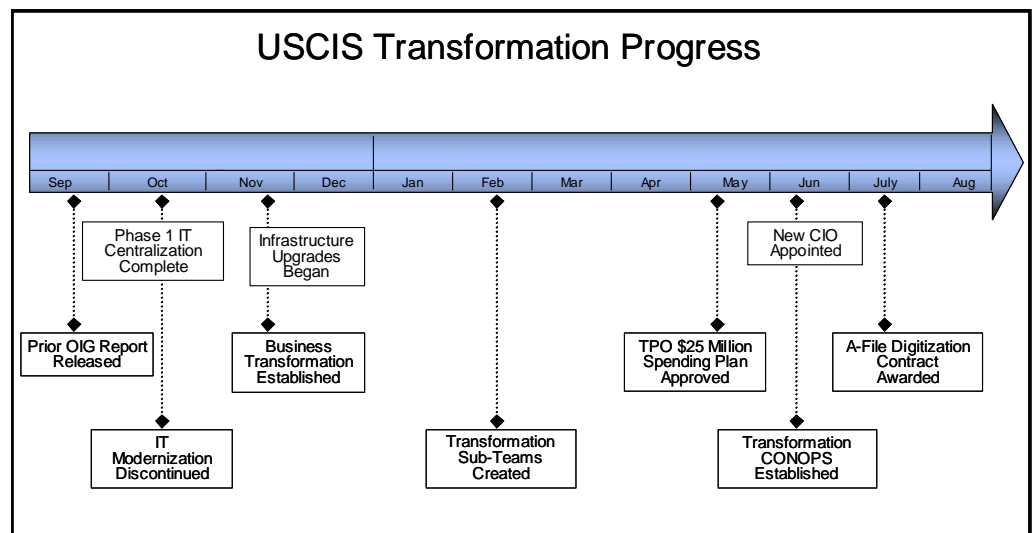 USCIS Transformation Progress
Sep Oct Nov Dec Jan Feb Mar Apr May Jun July Aug
Phase 1 IT
Centralization
Complete
Infrastructure
Upgrades
Began
New CIO
Appointed
Prior OIG Report
Released
Business
Transformation
Established
TPO $25 Million
Spending Plan
Approved
A-File Digitization
Contract
Awarded
IT
Modernization
Discontinued
Transformation
Sub-Teams
Created
Transformation
CONOPS
Established